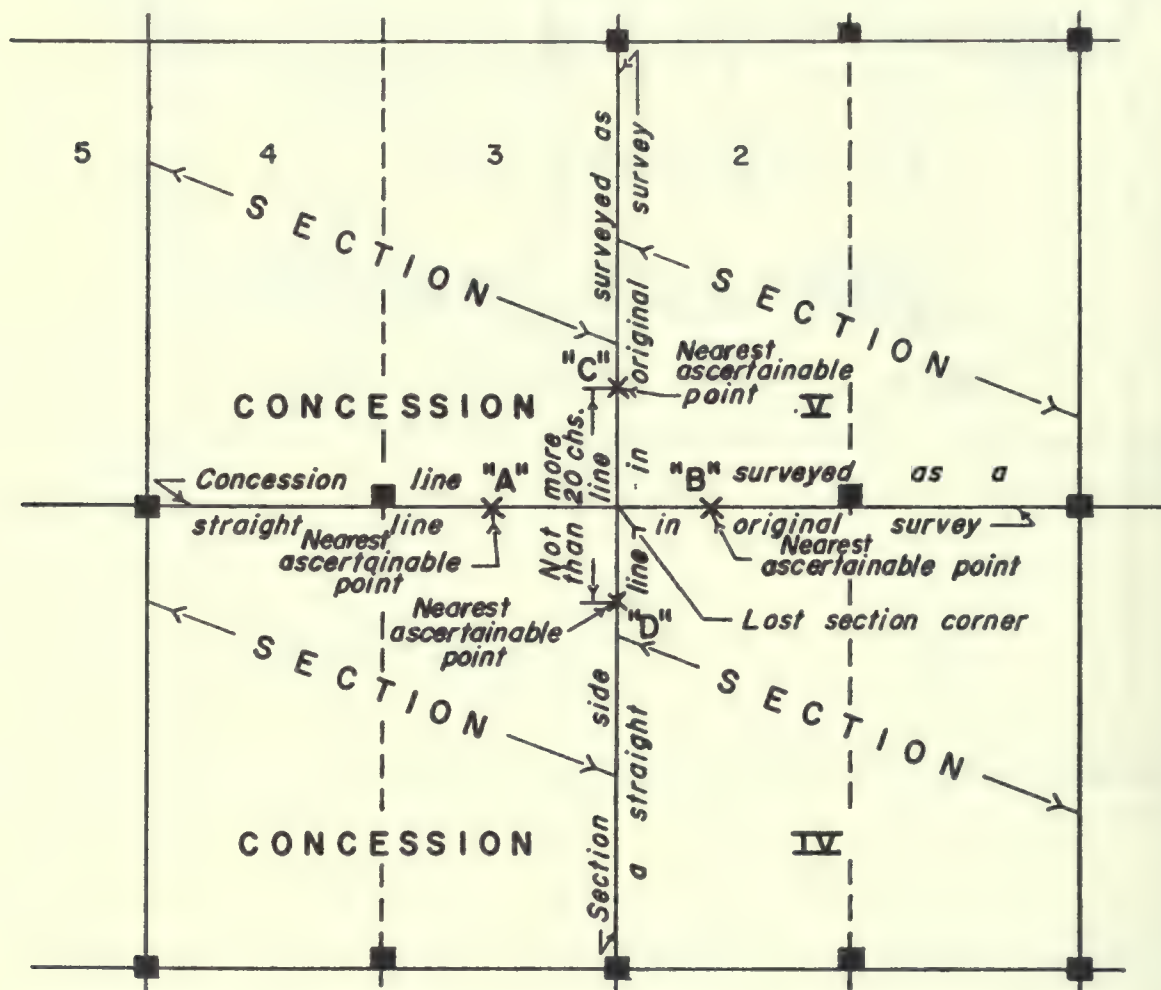 5 4 3 2
SECTION
SECTION
Section side line in original survey
a straight line surveyed as
"C"
Nearest
ascertainable
point
CONCESSION V
Not more
than 20 chs.
Concession line surveyed as a
straight line in original survey
"A"
"B"
Nearest
ascertainable
point
Nearest
ascertainable point
Nearest
ascertainable
point
"D"
Lost section corner
SECTION
SECTION
CONCESSION IV